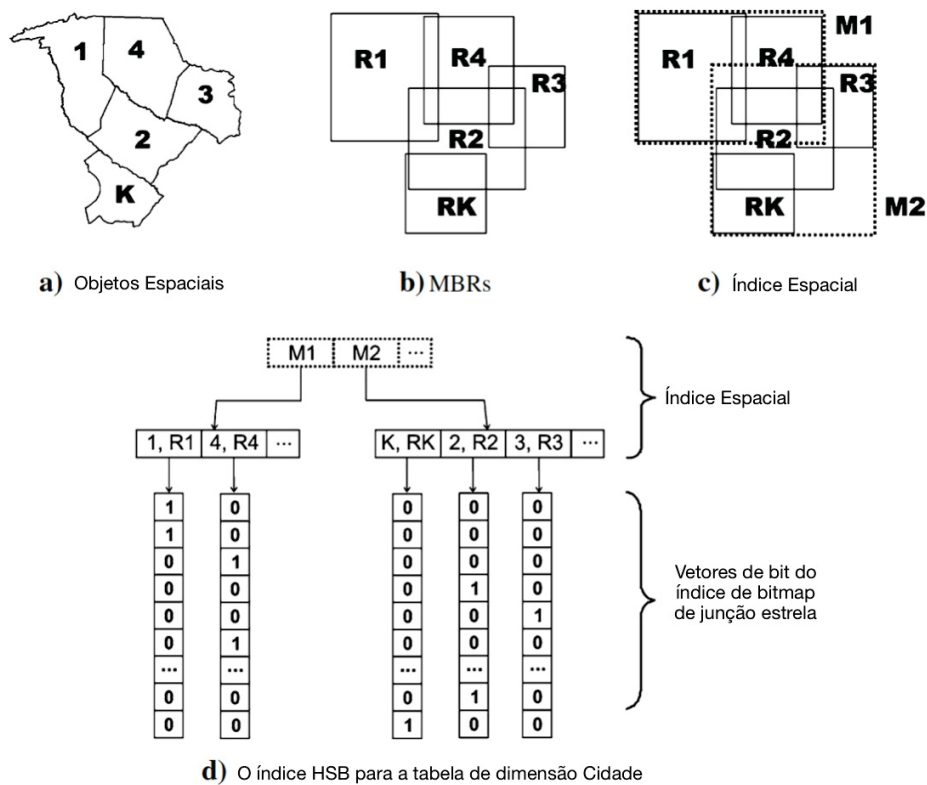 1
4
3
2
K
R1
R4
R3
R2
RK
R1
R4
M1
R3
R2
RK
M2
a) Objetos Espaciais
b) MBRs
c) Índice Espacial
M1 M2 ...
Índice Espacial
1, R1 4, R4 ...
K, RK 2, R2 3, R3 ...
1 0 0 0 0
1 0 0 0 0
0 1 0 0 0
0 0 0 1 0
0 0 0 0 1
0 1 0 0 0
... ... ... ... ...
0 0 0 1 0
0 0 1 0 0
Vetores de bit do
índice de bitmap
de junção estrela
d) O índice HSB para a tabela de dimensão Cidade